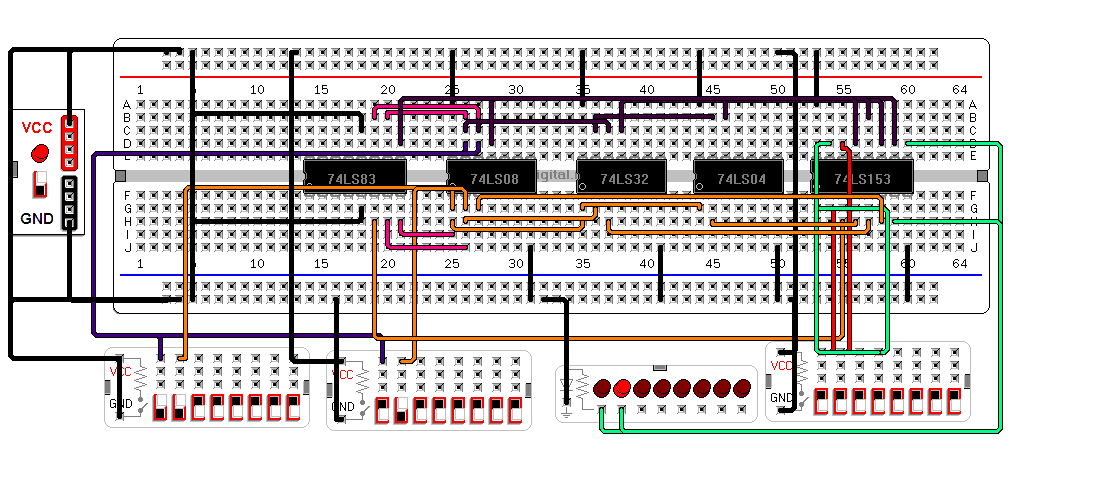 1 10 15 20 25 30 35 40 45 50 55 60 64
A A
B B
C C
D D
E E
VCC
GND
74LS83 74LS08 igital. 74LS32 74LS04 74LS153
F F
G G
H H
I I
J J
1 10 15 20 25 30 35 40 45 50 55 60 64
VCC
GND
VCC
GND
VCC
GND